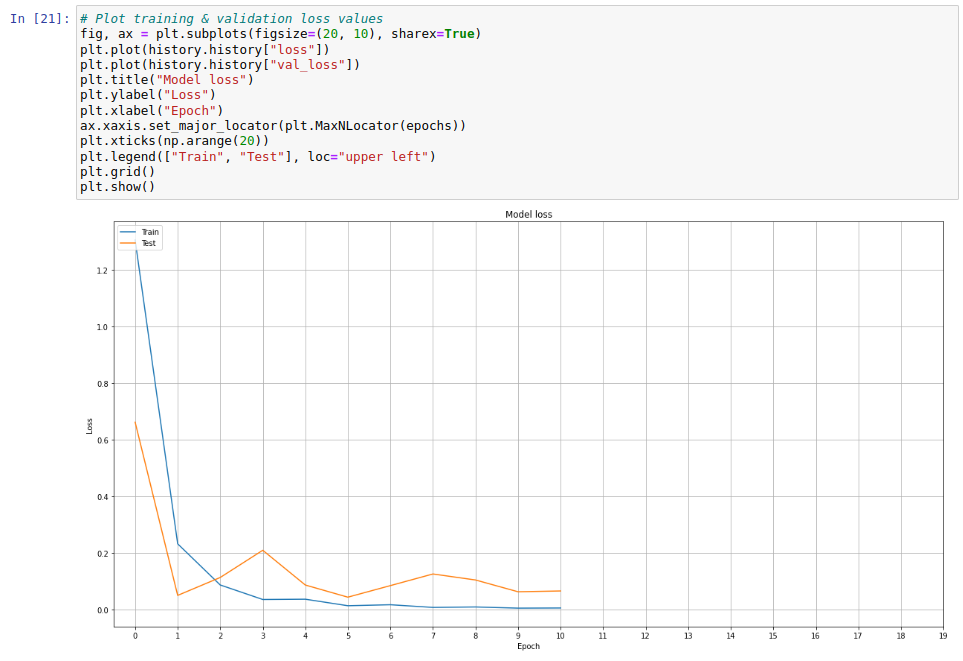 In [21]:
# Plot training & validation loss values
fig, ax = plt.subplots(figsize=(20, 10), sharex=True)
plt.plot(history.history["loss"])
plt.plot(history.history["val_loss"])
plt.title("Model loss")
plt.ylabel("Loss")
plt.xlabel("Epoch")
ax.xaxis.set_major_locator(plt.MaxNLocator(epochs))
plt.xticks(np.arange(20))
plt.legend(["Train", "Test"], loc="upper left")
plt.grid()
plt.show()
Model loss
Train
Test
1.2
1.0
0.8
0.6
0.4
0.2
0.0
Loss
0 1 2 3 4 5 6 7 8 9 10 11 12 13 14 15 16 17 18 19
Epoch